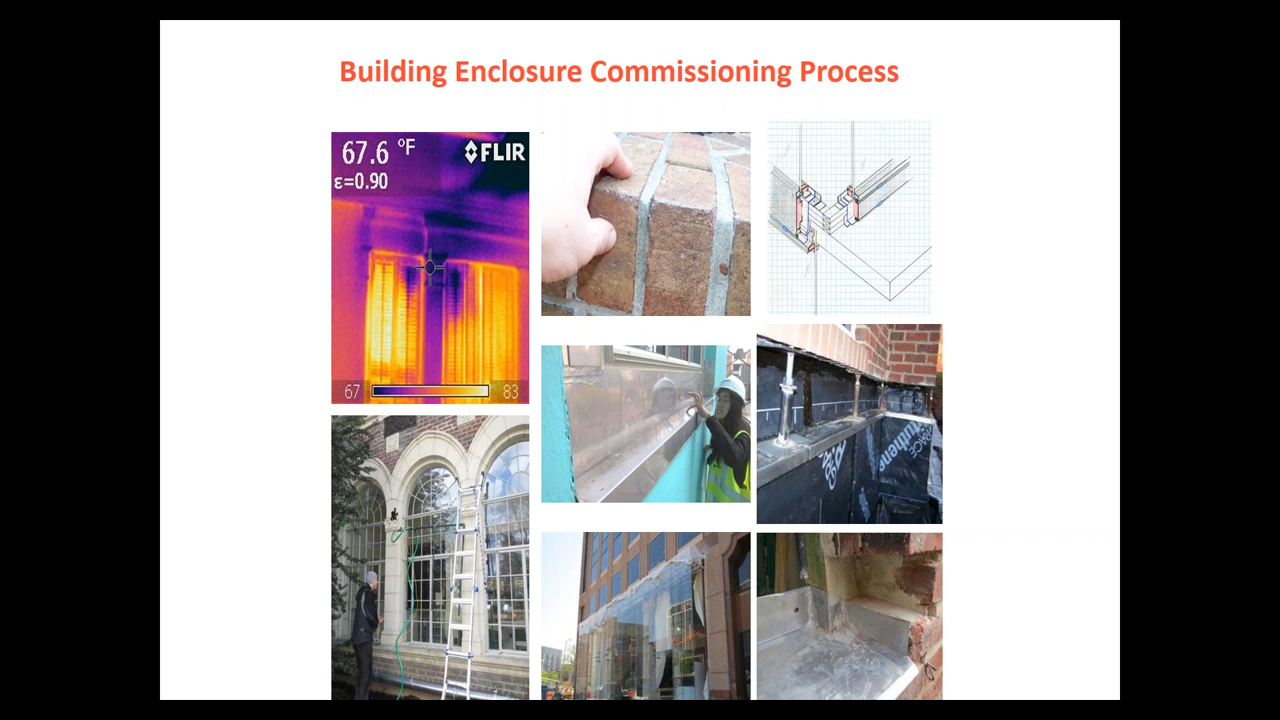 Building Enclosure Commissioning Process
67.6 °F
FLIR
ε=0.90
67
83